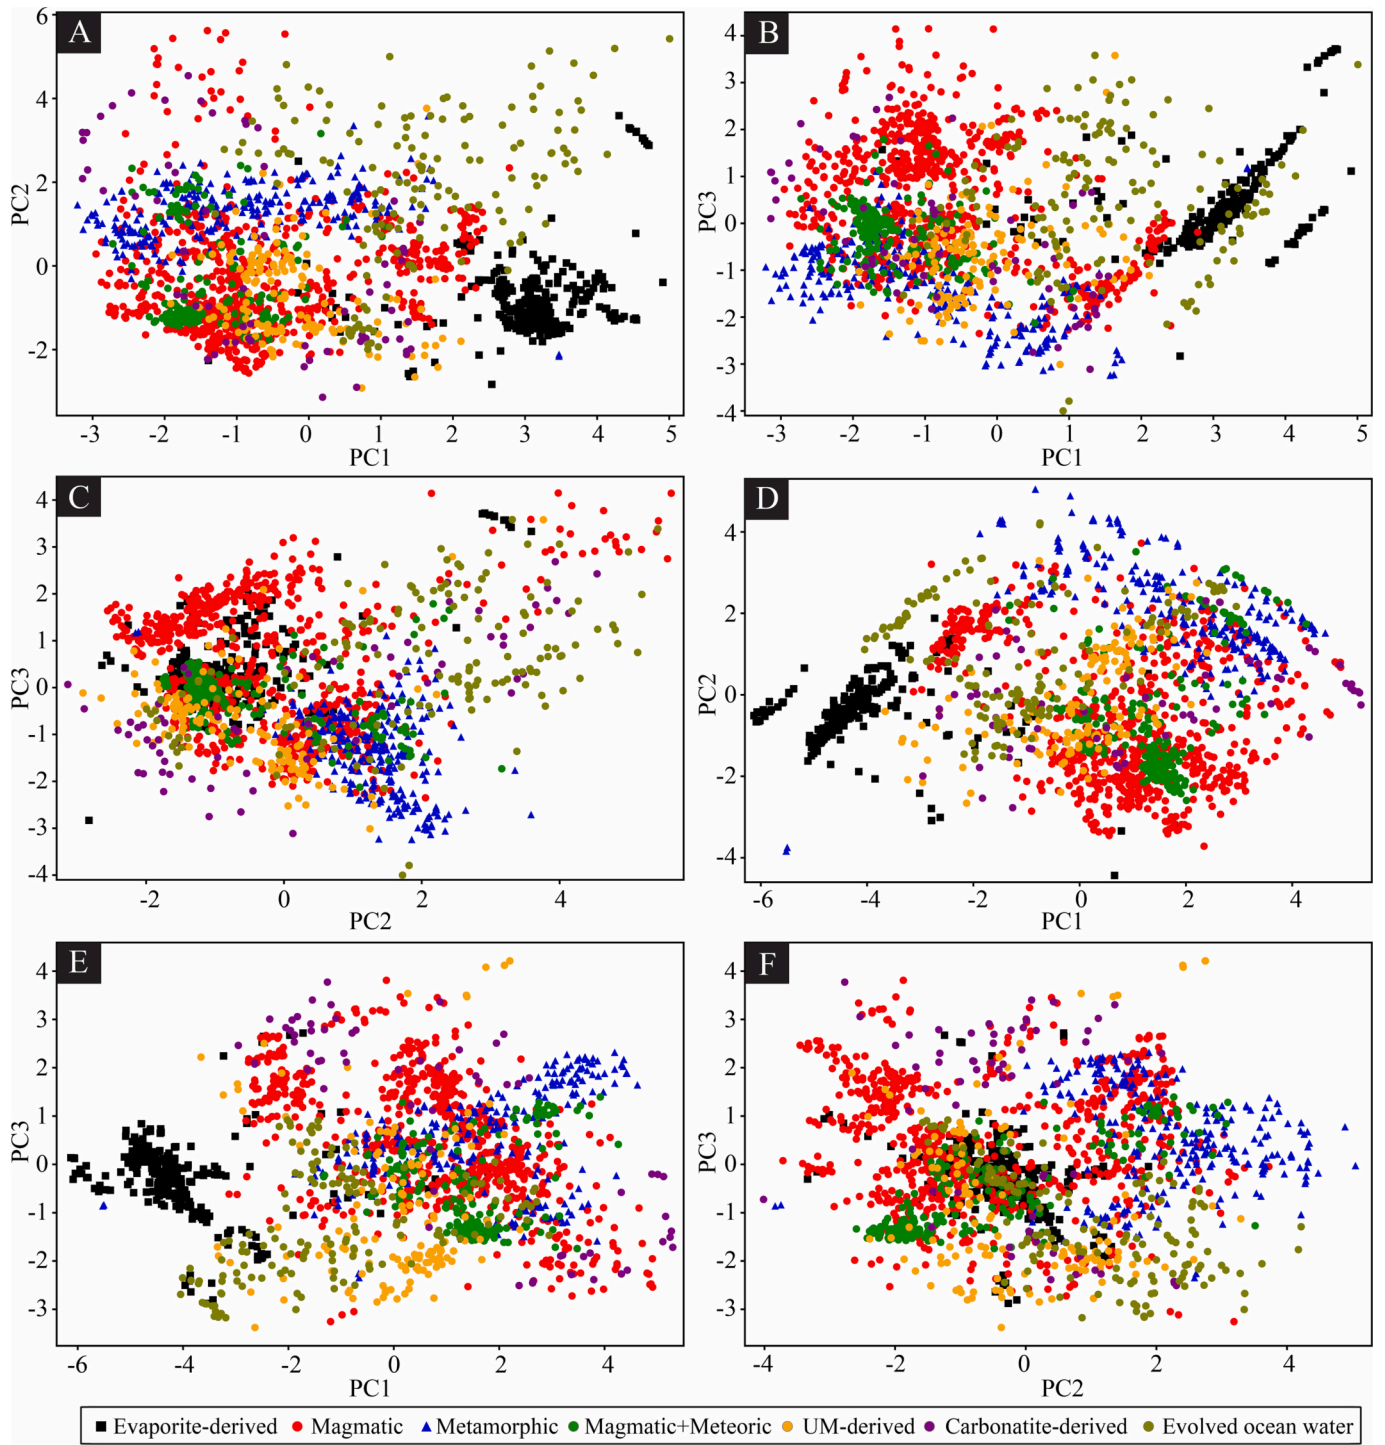 A
6
4
2
0
-2
PC2
-3 -2 -1 0 1 2 3 4 5
PC1
B
4
3
2
1
0
-1
-2
-3
-4
PC3
-3 -2 -1 0 1 2 3 4 5
PC1
C
4
3
2
1
0
-1
-2
-3
-4
PC3
-2 0 2 4
PC2
D
4
2
0
-2
-4
PC2
-6 -4 -2 0 2 4
PC1
E
4
3
2
1
0
-1
-2
-3
PC3
-6 -4 -2 0 2 4
PC1
F
4
3
2
1
0
-1
-2
-3
PC3
-4 -2 0 2 4
PC2
Evaporite-derived Magmatic Metamorphic Magmatic+Meteoric UM-derived Carbonatite-derived Evolved ocean water